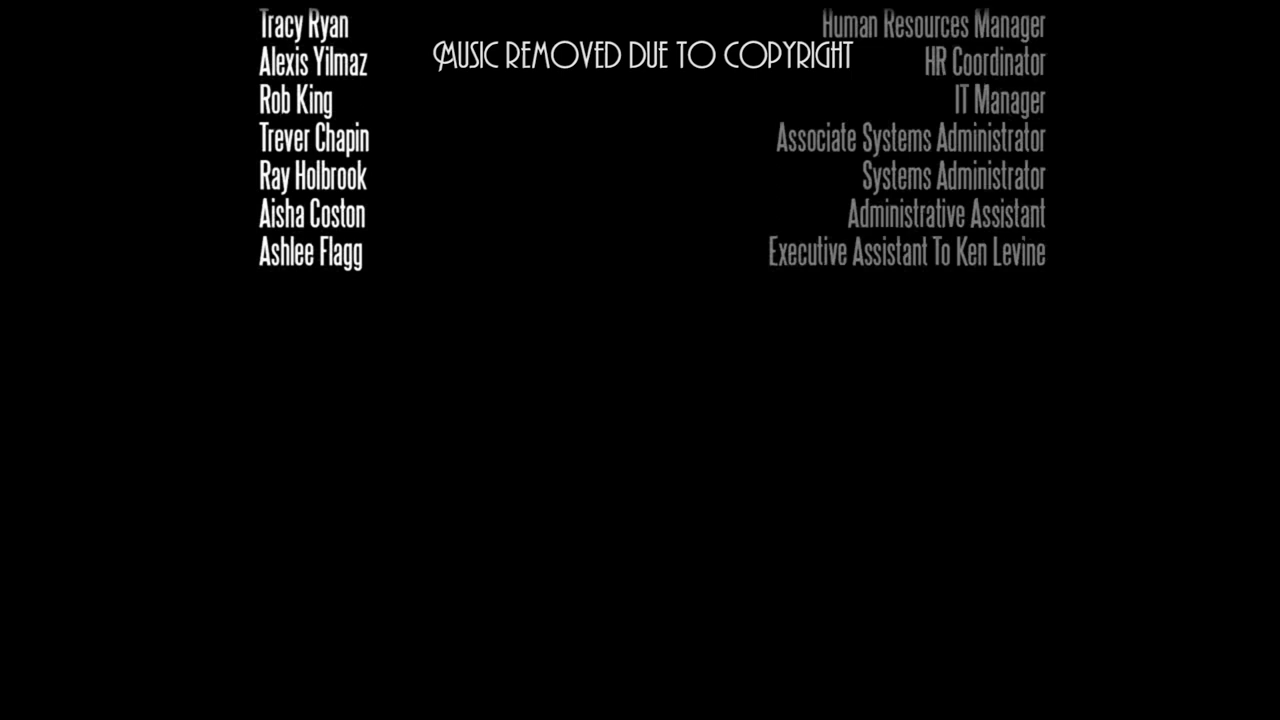 Tracy Ryan Human Resources Manager
Music removed due to copyright
Alexis Yilmaz HR Coordinator
Rob King IT Manager
Trever Chapin Associate Systems Administrator
Ray Holbrook Systems Administrator
Aisha Coston Administrative Assistant
Ashlee Flagg Executive Assistant To Ken Levine